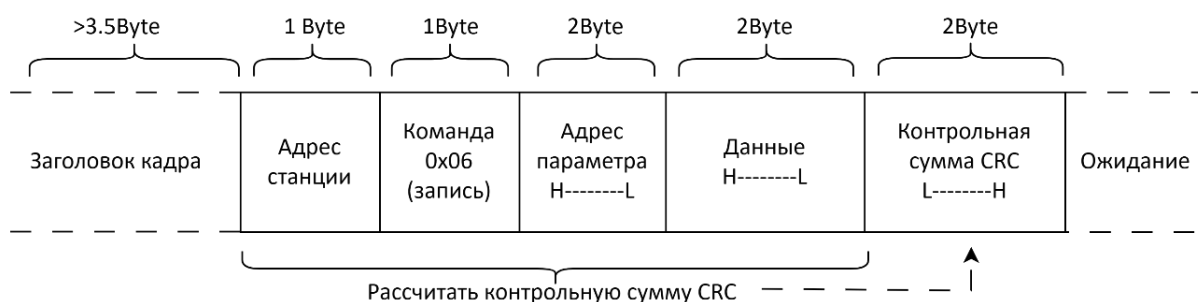 >3.5Byte 1 Byte 1Byte 2Byte 2Byte 2Byte
Заголовок кадра
Адрес
станции
Команда
0x06
(запись)
Адрес
параметра
H--------L
Данные
H--------L
Контрольная
сумма CRC
L--------H
Ожидание
Рассчитать контрольную сумму CRC